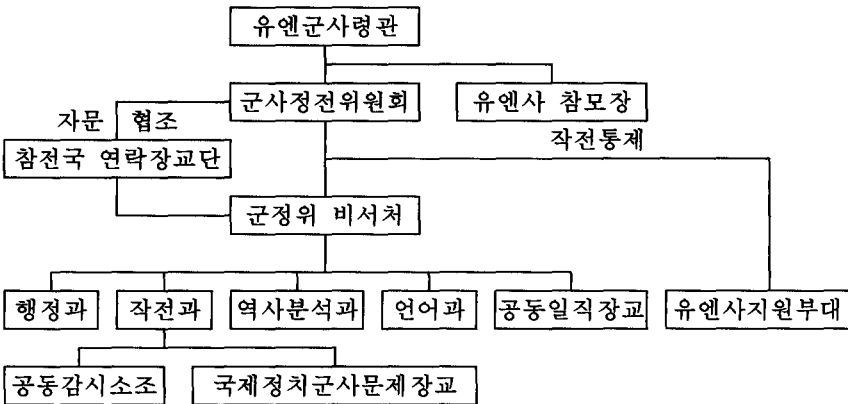 유엔군사령관
군사정전위원회
유엔사 참모장
자문 협조
작전통제
참전국 연락장교단
군정위 비서처
행정과
작전과
역사분석과
언어과
공동일직장교
유엔사지원부대
공동감시소조
국제정치군사문제장교